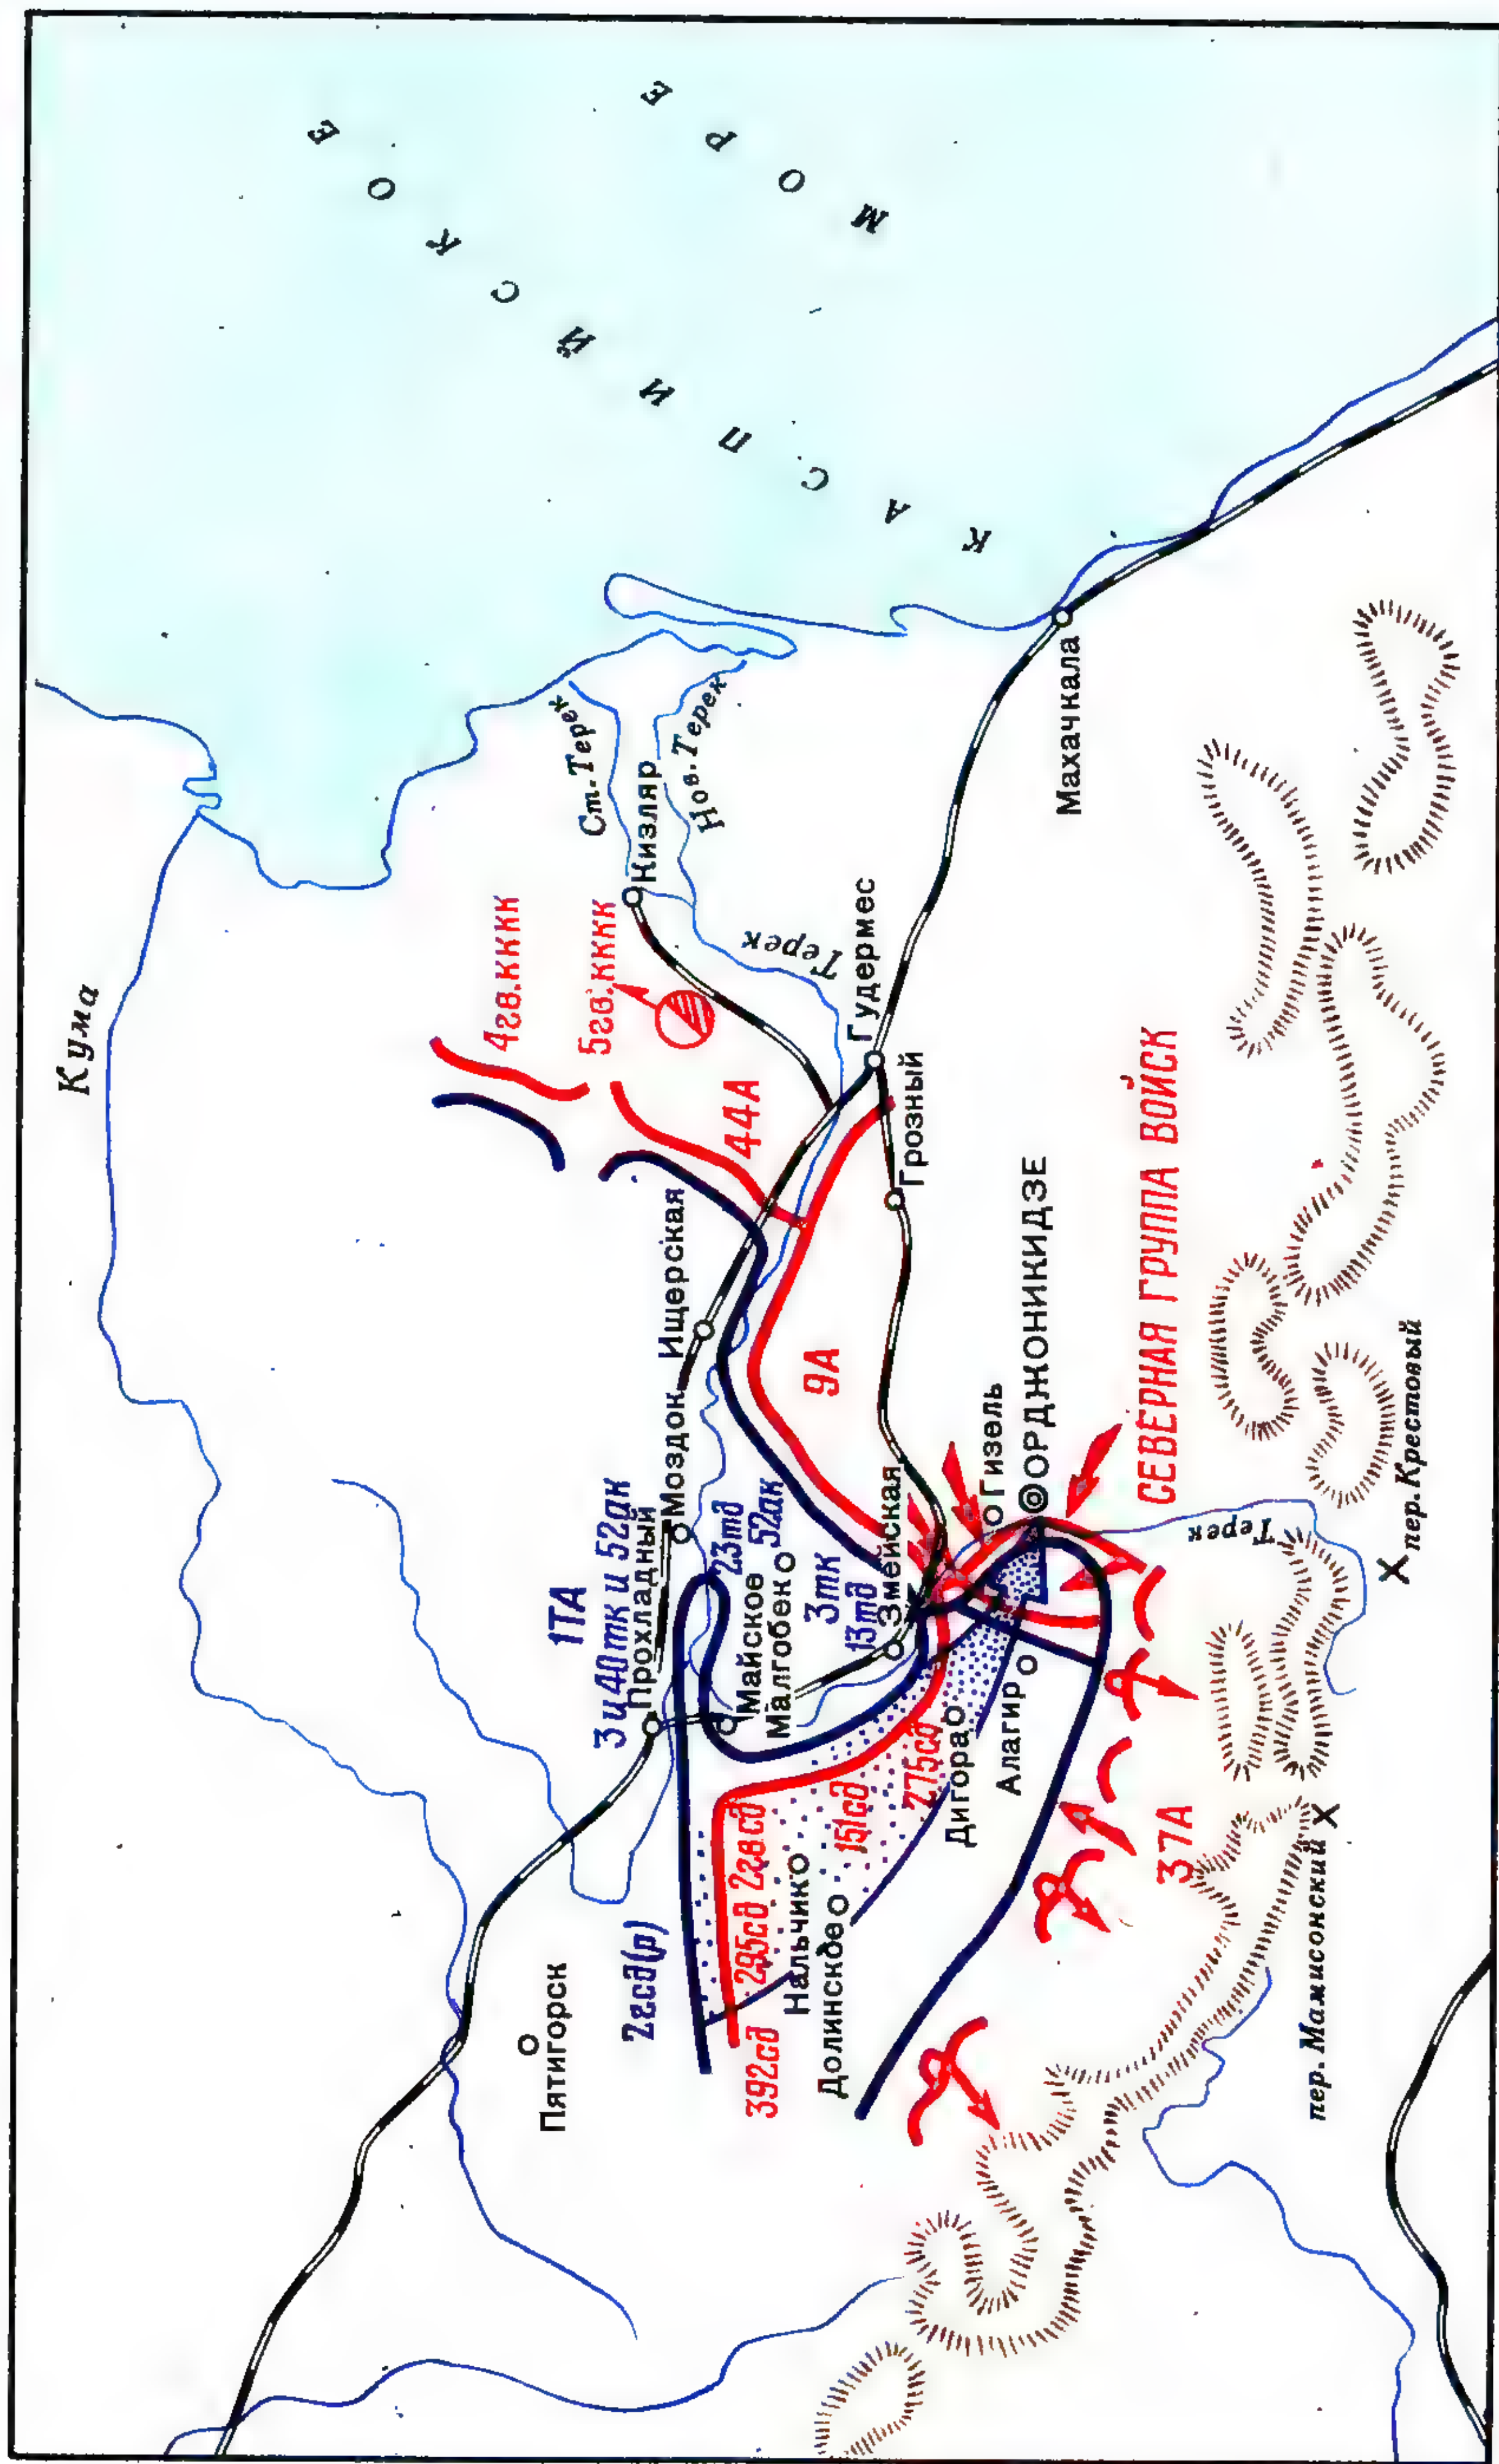 КАСПИЙСКОЕ
МОРЕ
Кума
Ст. Терек
Кизляр
Нов. Терек
4гв. кккк
5гв. кккк
Терек
Гудермес
Махачкала
44А
Грозный
Ищерская
9А
Моздок
1ТА
3 и 40тк и 52ак
Прохладный
23тд
52ак
Майское
Малгобек
3тк
13тд
Змейская
Гизель
ОРДЖОНИКИДЗЕ
СЕВЕРНАЯ ГРУППА ВОЙСК
Терек
пер. Крестовый
Пятигорск
2гсд(р)
392сд
295сд
2гвсд
Нальчик
Долинское
151сд
275сд
Дигора
Алагир
37А
пер. Мамисонский